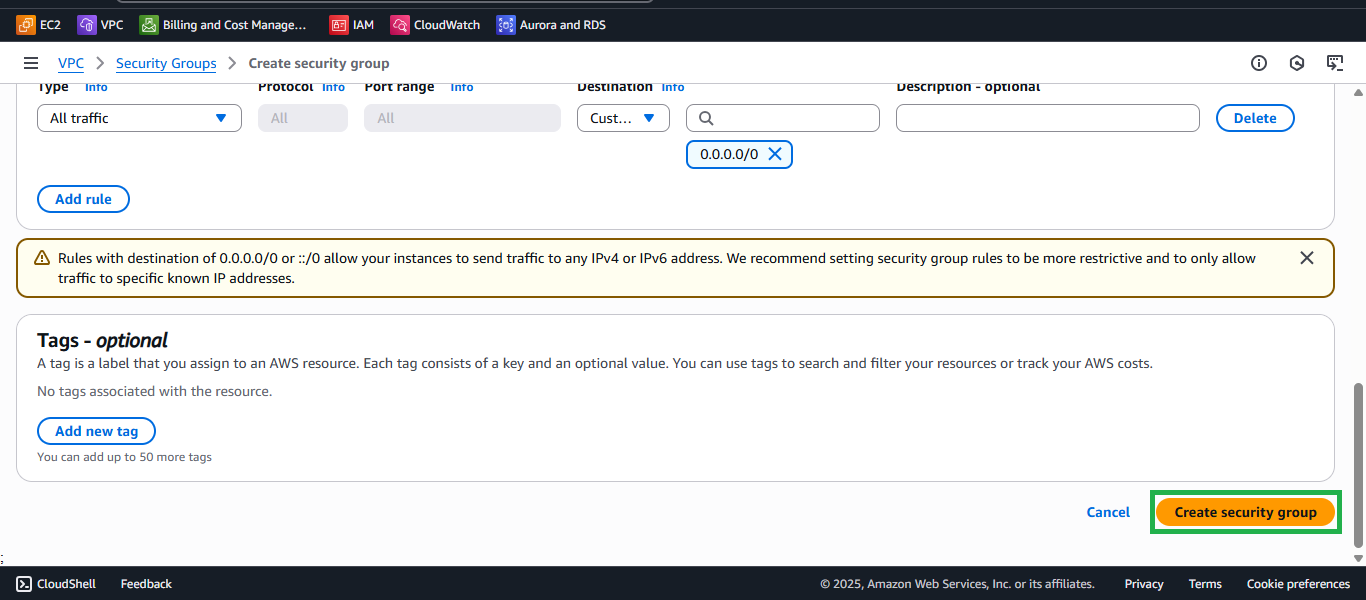 EC2 VPC Billing and Cost Manage... IAM CloudWatch Aurora and RDS
VPC > Security Groups > Create security group
Type Info Protocol Info Port range Info Destination Info Description - optional
All traffic All All Cust... Delete
0.0.0.0/0
Add rule
Rules with destination of 0.0.0.0/0 or ::/0 allow your instances to send traffic to any IPv4 or IPv6 address. We recommend setting security group rules to be more restrictive and to only allow
traffic to specific known IP addresses.
Tags - optional
A tag is a label that you assign to an AWS resource. Each tag consists of a key and an optional value. You can use tags to search and filter your resources or track your AWS costs.
No tags associated with the resource.
Add new tag
You can add up to 50 more tags
Cancel Create security group
;
CloudShell Feedback © 2025, Amazon Web Services, Inc. or its affiliates. Privacy Terms Cookie preferences